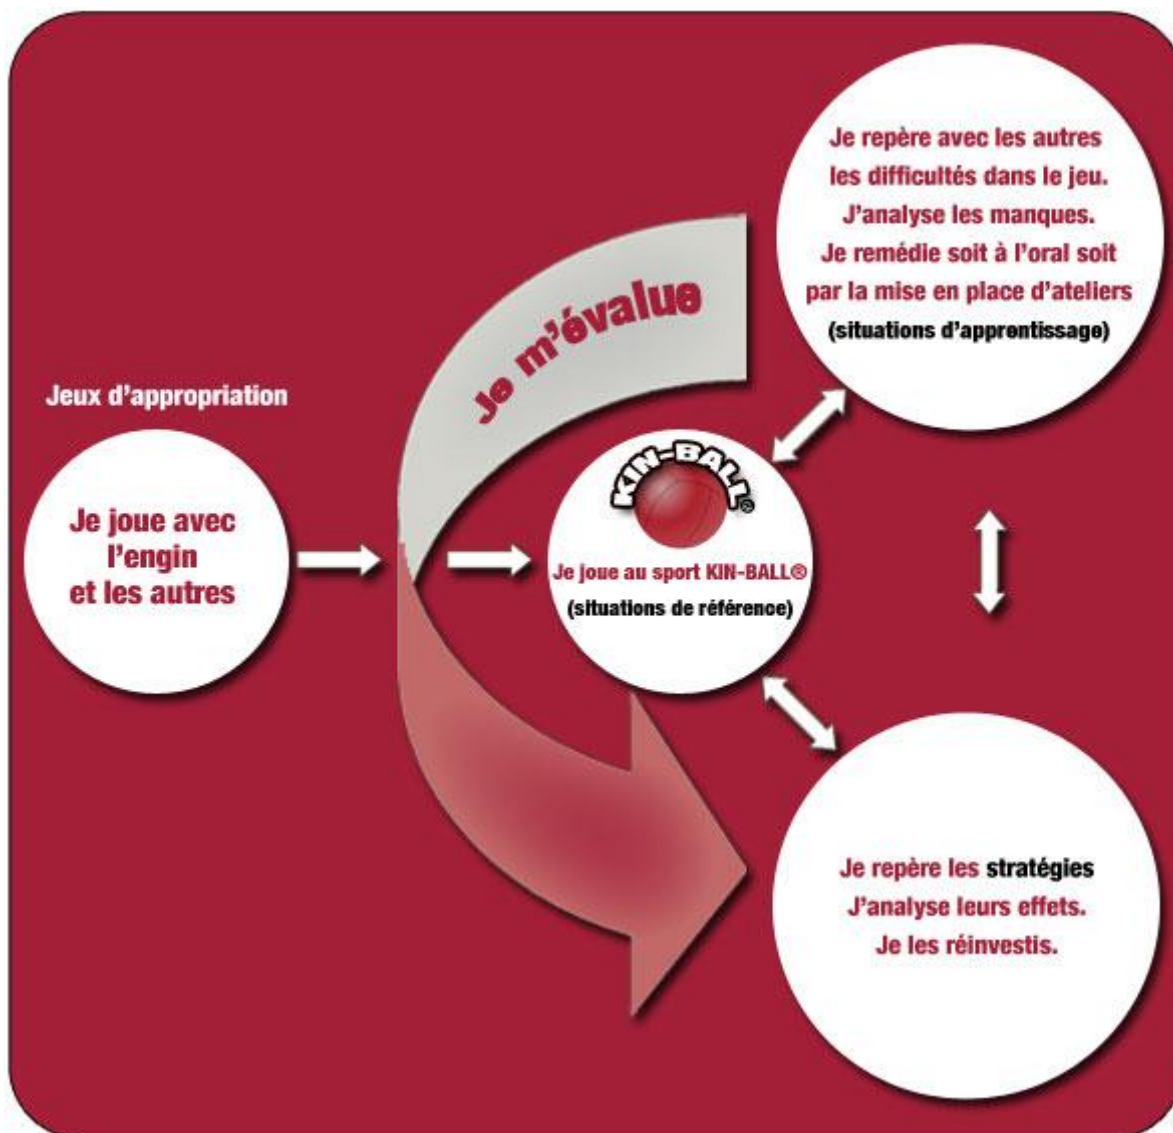 Je repère avec les autres
les difficultés dans le jeu.
J'analyse les manques.
Je remédie soit à l'oral soit
par la mise en place d'ateliers
(situations d'apprentissage)
Je m'évalue
Jeux d'appropriation
Je joue avec
l'engin
et les autres
KIN-BALL®
Je joue au sport KIN-BALL®
(situations de référence)
Je repère les stratégies
J'analyse leurs effets.
Je les réinvestis.